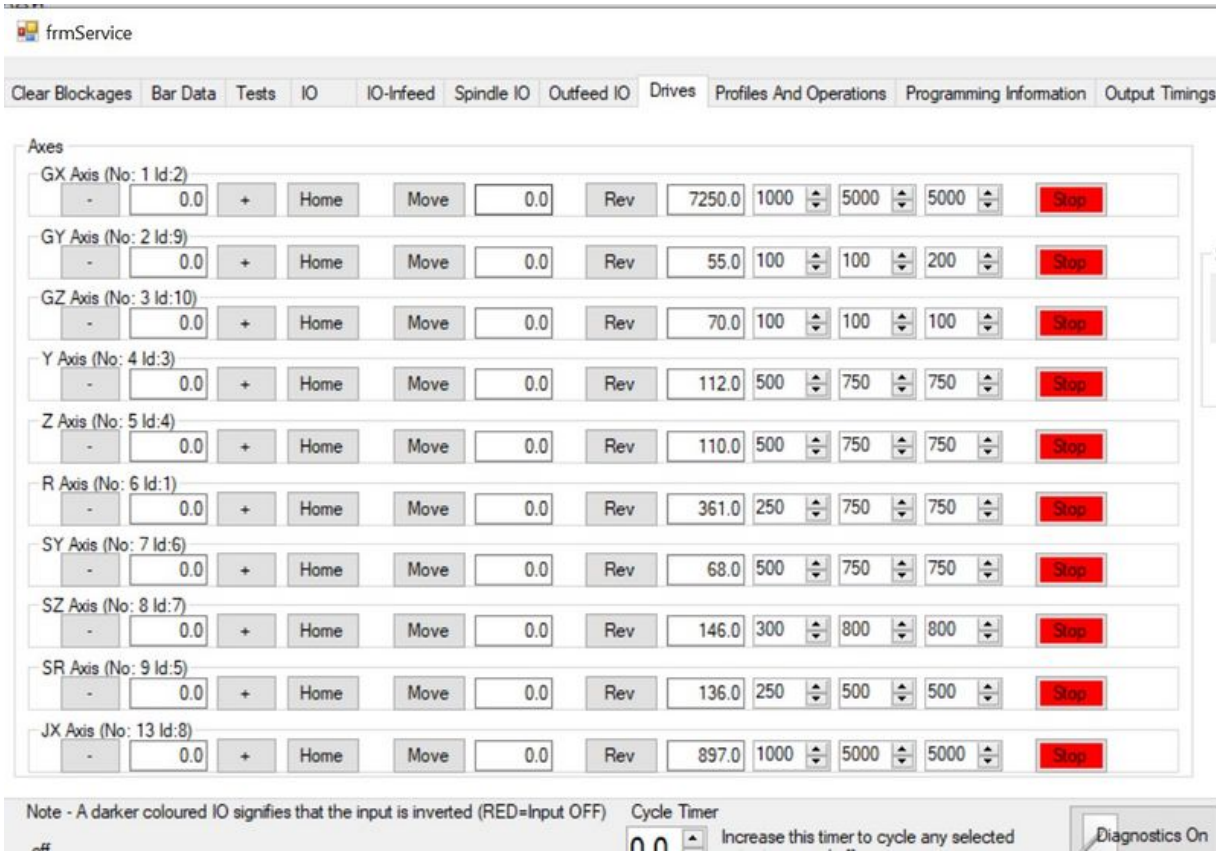 frmService
Clear Blockages Bar Data Tests IO IO-Infeed Spindle IO Outfeed IO Drives Profiles And Operations Programming Information Output Timings
Axes
GX Axis (No: 1 Id:2)
- 0.0 + Home Move 0.0 Rev 7250.0 1000 5000 5000 Stop
GY Axis (No: 2 Id:9)
- 0.0 + Home Move 0.0 Rev 55.0 100 100 200 Stop
GZ Axis (No: 3 Id:10)
- 0.0 + Home Move 0.0 Rev 70.0 100 100 100 Stop
Y Axis (No: 4 Id:3)
- 0.0 + Home Move 0.0 Rev 112.0 500 750 750 Stop
Z Axis (No: 5 Id:4)
- 0.0 + Home Move 0.0 Rev 110.0 500 750 750 Stop
R Axis (No: 6 Id:1)
- 0.0 + Home Move 0.0 Rev 361.0 250 750 750 Stop
SY Axis (No: 7 Id:6)
- 0.0 + Home Move 0.0 Rev 68.0 500 750 750 Stop
SZ Axis (No: 8 Id:7)
- 0.0 + Home Move 0.0 Rev 146.0 300 800 800 Stop
SR Axis (No: 9 Id:5)
- 0.0 + Home Move 0.0 Rev 136.0 250 500 500 Stop
JX Axis (No: 13 Id:8)
- 0.0 + Home Move 0.0 Rev 897.0 1000 5000 5000 Stop
Note - A darker coloured IO signifies that the input is inverted (RED=Input OFF) Cycle Timer
off 0.0 Increase this timer to cycle any selected Diagnostics On